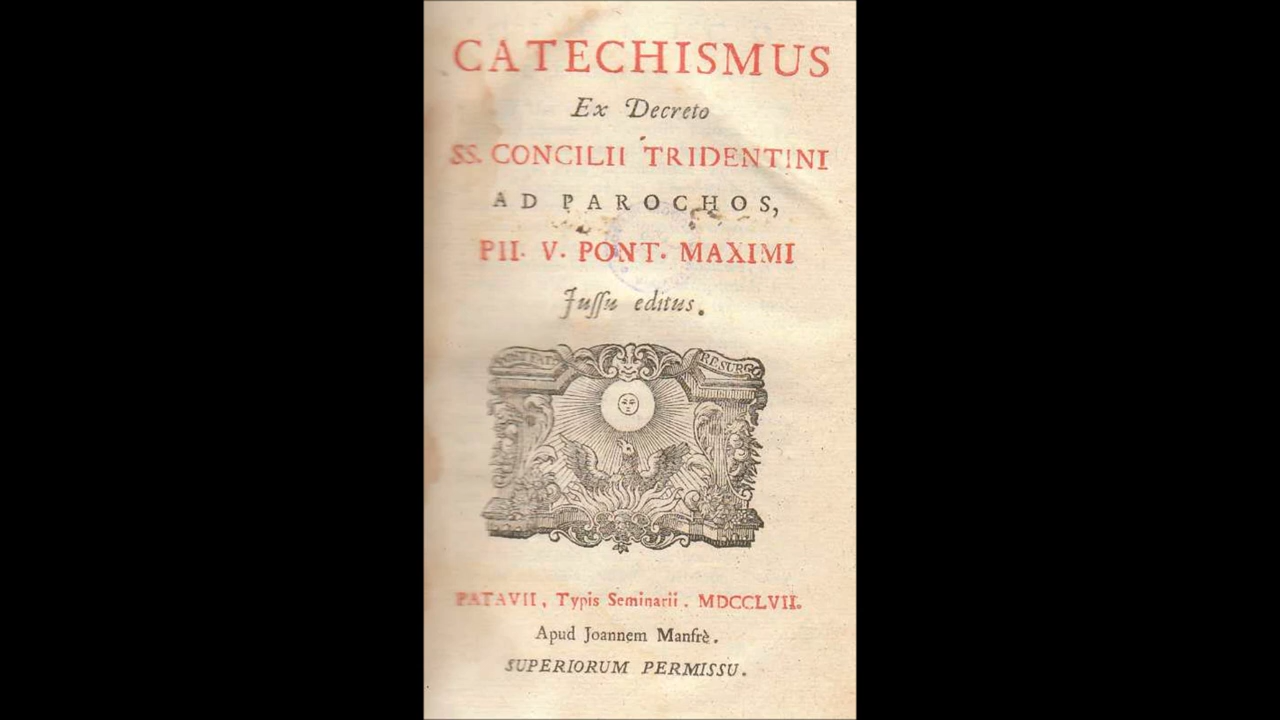 CATECHISMUS
Ex Decreto
SS. CONCILII TRIDENTINI
AD PAROCHOS,
PII. V. PONT. MAXIMI
Jussu editus.
RESURGO
PATAVII, Typis Seminarii. MDCCLVII.
Apud Joannem Manfrè.
SUPERIORUM PERMISSU.